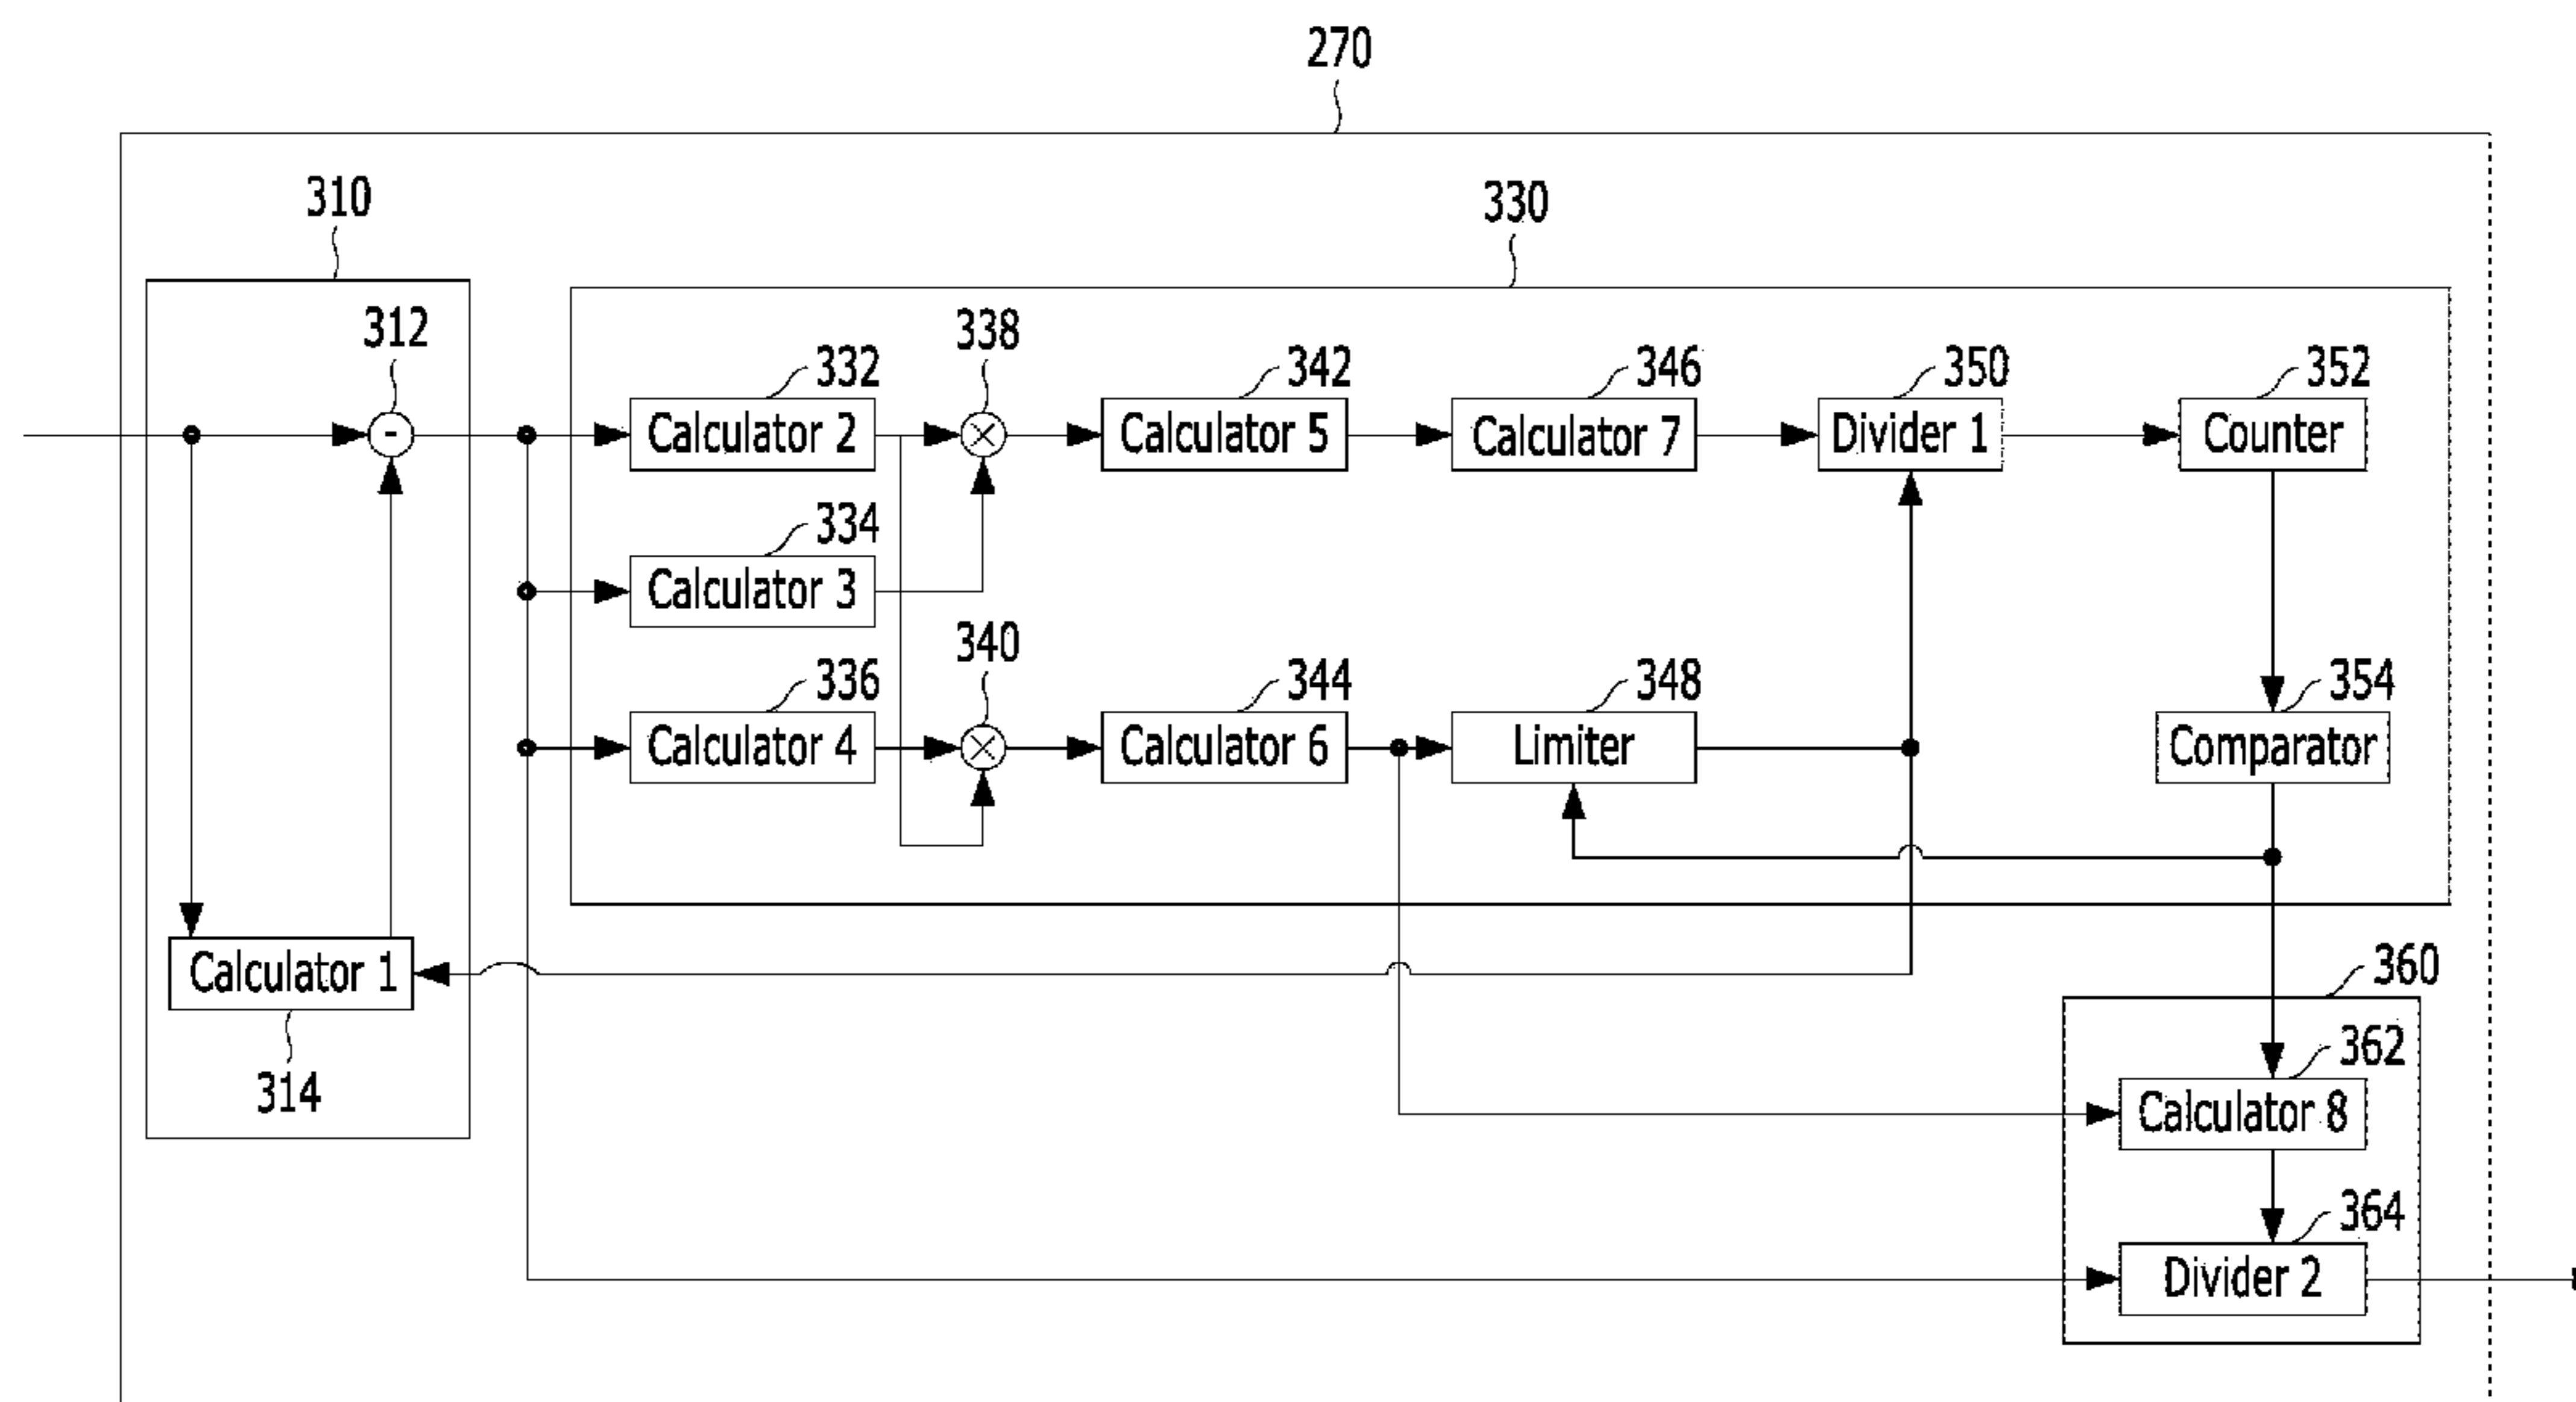 270
310
330
312
338
332
342
346
350
352
Calculator 2
Calculator 5
Calculator 7
Divider 1
Counter
334
Calculator 3
340
336
344
348
354
Calculator 4
Calculator 6
Limiter
Comparator
Calculator 1
314
360
362
Calculator 8
364
Divider 2